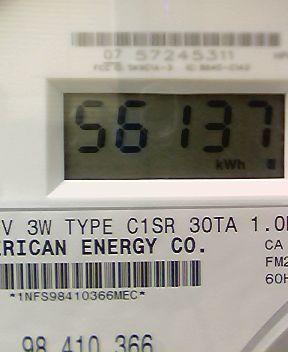 07 57245311
56137
kWh
V 3W TYPE C1SR 30TA 1.0
ERICAN ENERGY CO.
CA
FM2
60H
*1NFS98410366MEC*
98 410 366